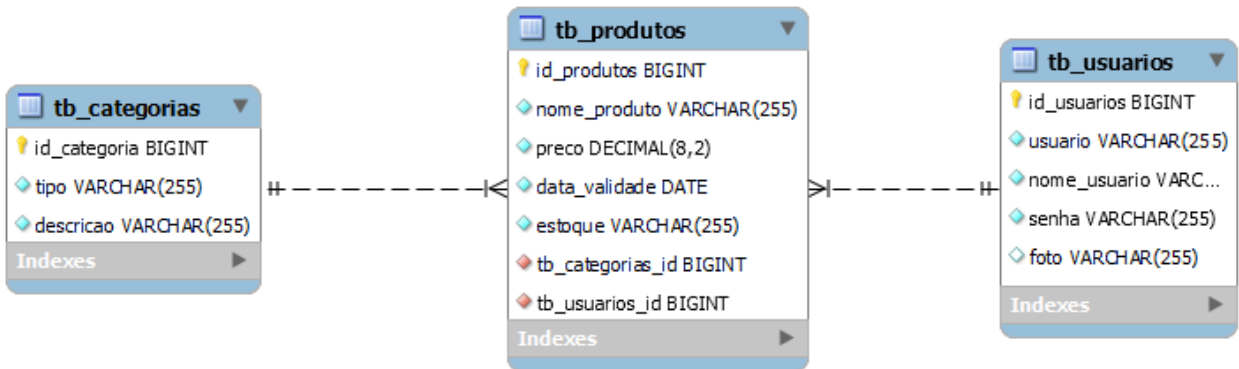 tb_categorias
id_categoria BIGINT
tipo VARCHAR(255)
descricao VARCHAR(255)
Indexes
tb_produtos
id_produtos BIGINT
nome_produto VARCHAR(255)
preco DECIMAL(8,2)
data_validade DATE
estoque VARCHAR(255)
tb_categorias_id BIGINT
tb_usuarios_id BIGINT
Indexes
tb_usuarios
id_usuarios BIGINT
usuario VARCHAR(255)
nome_usuario VARC...
senha VARCHAR(255)
foto VARCHAR(255)
Indexes